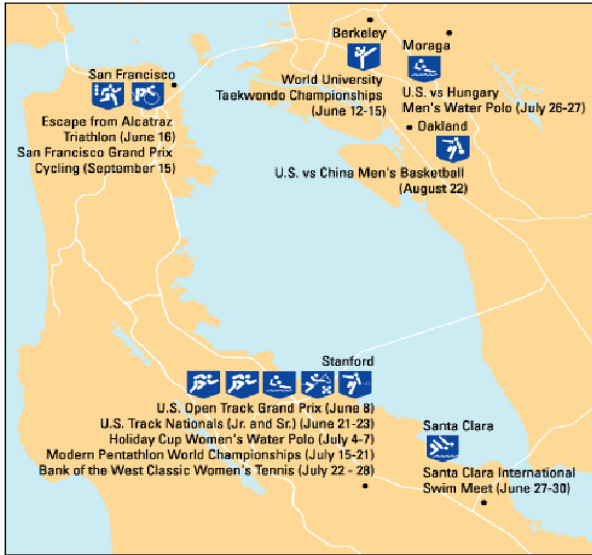 Berkeley
World University
Taekwondo Championships
(June 12-15)
Moraga
U.S. vs Hungary
Men's Water Polo (July 26-27)
San Francisco
Escape from Alcatraz
Triathlon (June 16)
San Francisco Grand Prix
Cycling (September 15)
Oakland
U.S. vs China Men's Basketball
(August 22)
Stanford
U.S. Open Track Grand Prix (June 8)
U.S. Track Nationals (Jr. and Sr.) (June 21-23)
Holiday Cup Women's Water Polo (July 4-7)
Modern Pentathlon World Championships (July 15-21)
Bank of the West Classic Women's Tennis (July 22 - 28)
Santa Clara
Santa Clara International
Swim Meet (June 27-30)